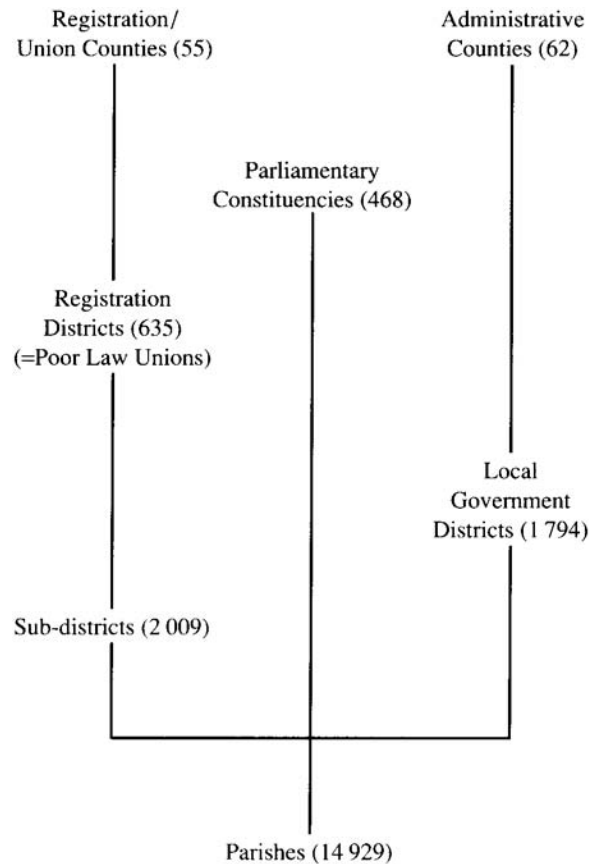 Registration/
Union Counties (55)
Administrative
Counties (62)
Parliamentary
Constituencies (468)
Registration
Districts (635)
(=Poor Law Unions)
Local
Government
Districts (1 794)
Sub-districts (2 009)
Parishes (14 929)